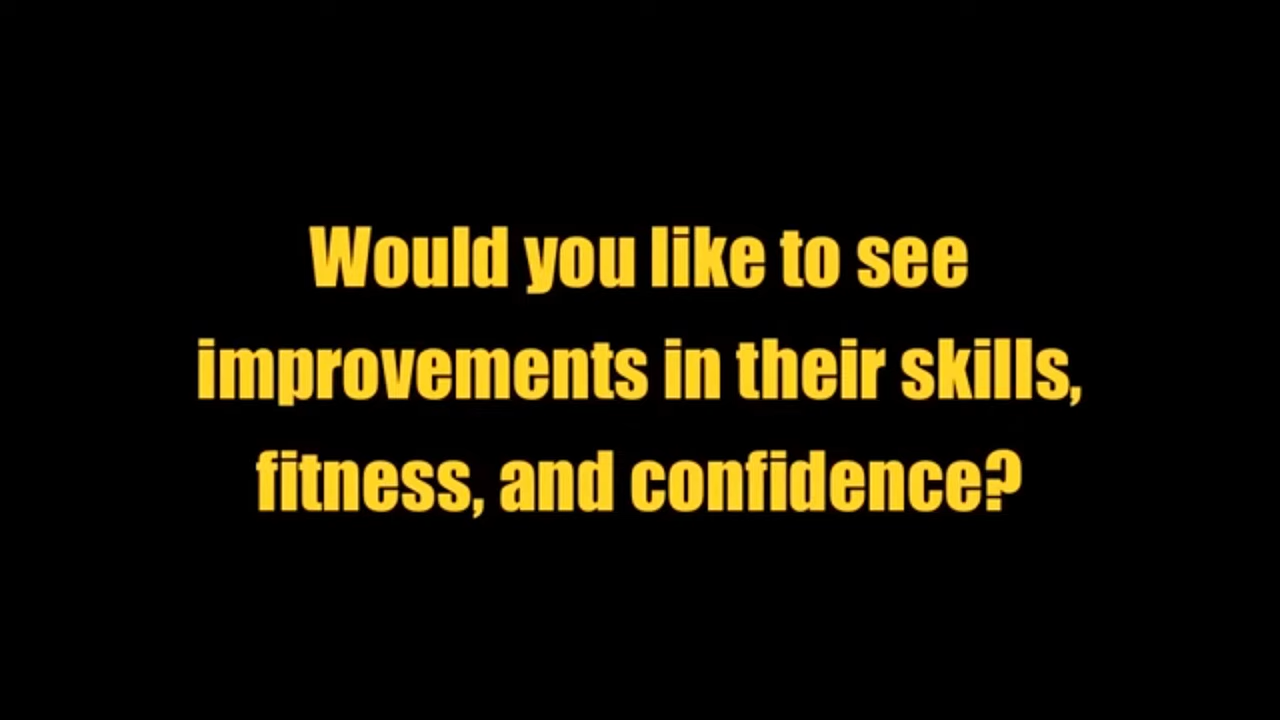 Would you like to see
improvements in their skills,
fitness, and confidence?